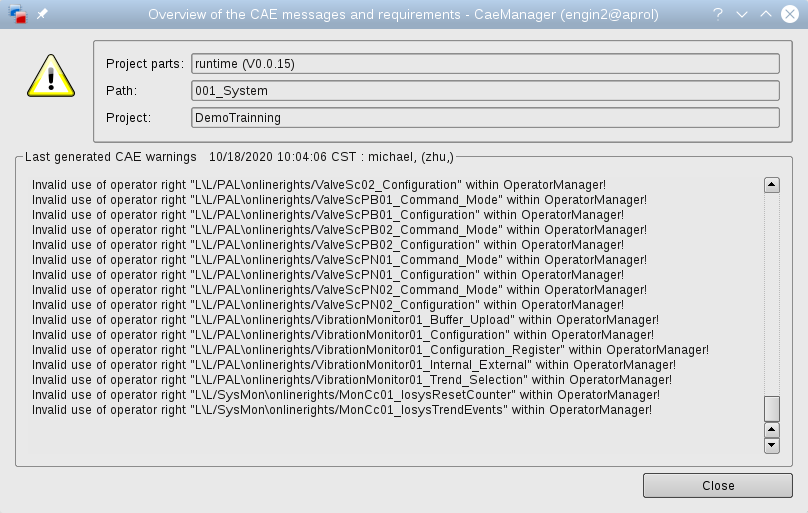 Overview of the CAE messages and requirements - CaeManager (engin2@aprol)
Project parts: runtime (V0.0.15)
Path: 001_System
Project: DemoTrainning
Last generated CAE warnings 10/18/2020 10:04:06 CST : michael, (zhu,)
Invalid use of operator right "L\L/PAL\onlinerights/ValveSc02_Configuration" within OperatorManager!
Invalid use of operator right "L\L/PAL\onlinerights/ValveScPB01_Command_Mode" within OperatorManager!
Invalid use of operator right "L\L/PAL\onlinerights/ValveScPB01_Configuration" within OperatorManager!
Invalid use of operator right "L\L/PAL\onlinerights/ValveScPB02_Command_Mode" within OperatorManager!
Invalid use of operator right "L\L/PAL\onlinerights/ValveScPB02_Configuration" within OperatorManager!
Invalid use of operator right "L\L/PAL\onlinerights/ValveScPN01_Command_Mode" within OperatorManager!
Invalid use of operator right "L\L/PAL\onlinerights/ValveScPN01_Configuration" within OperatorManager!
Invalid use of operator right "L\L/PAL\onlinerights/ValveScPN02_Command_Mode" within OperatorManager!
Invalid use of operator right "L\L/PAL\onlinerights/ValveScPN02_Configuration" within OperatorManager!
Invalid use of operator right "L\L/PAL\onlinerights/VibrationMonitor01_Buffer_Upload" within OperatorManager!
Invalid use of operator right "L\L/PAL\onlinerights/VibrationMonitor01_Configuration" within OperatorManager!
Invalid use of operator right "L\L/PAL\onlinerights/VibrationMonitor01_Configuration_Register" within OperatorManager!
Invalid use of operator right "L\L/PAL\onlinerights/VibrationMonitor01_Internal_External" within OperatorManager!
Invalid use of operator right "L\L/PAL\onlinerights/VibrationMonitor01_Trend_Selection" within OperatorManager!
Invalid use of operator right "L\L/SysMon\onlinerights/MonCc01_IosysResetCounter" within OperatorManager!
Invalid use of operator right "L\L/SysMon\onlinerights/MonCc01_IosysTrendEvents" within OperatorManager!
Close